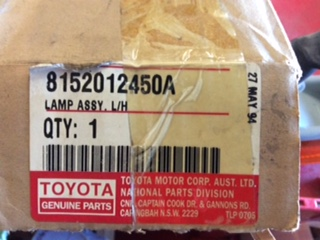 8152012450A
LAMP ASSY, L/H
27 MAY 94
QTY: 1
TOYOTA
GENUINE PARTS
TOYOTA MOTOR CORP. AUST. LTD.
NATIONAL PARTS DIVISION
CNR. CAPTAIN COOK DR. & GANNONS RD.
CARINGBAH N.S.W. 2229 TLP 0705